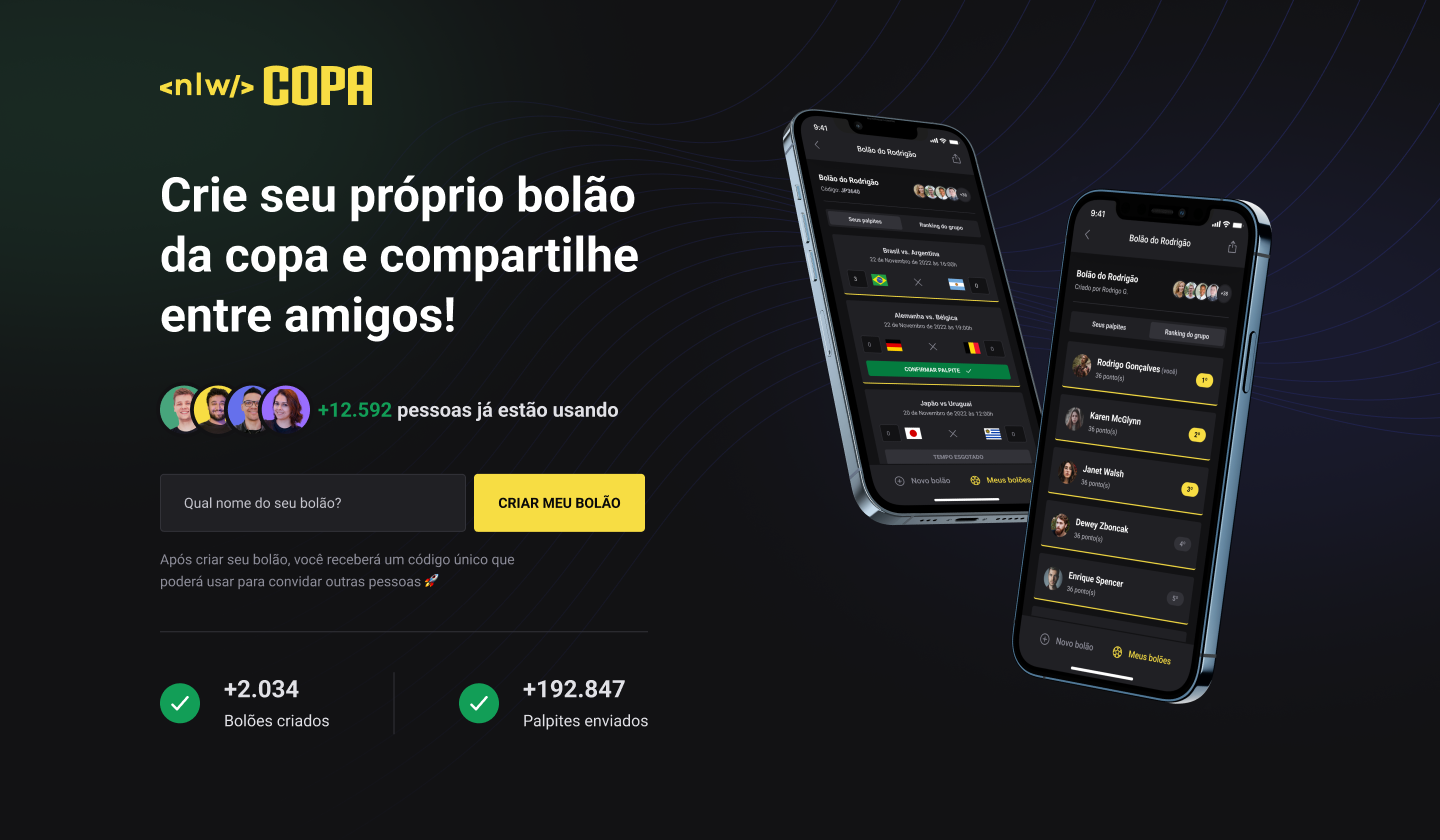 <nlw/> COPA
Crie seu próprio bolão
da copa e compartilhe
entre amigos!
+12.592 pessoas já estão usando
Qual nome do seu bolão?
CRIAR MEU BOLÃO
Após criar seu bolão, você receberá um código único que
poderá usar para convidar outras pessoas 🚀
+2.034
Bolões criados
+192.847
Palpites enviados
9:41
Bolão do Rodrigão
Bolão do Rodrigão
Código: JP3640
Seus palpites
Ranking do grupo
Brasil vs. Argentina
22 de Novembro de 2022 às 16:00h
3
0
Alemanha vs. Bélgica
22 de Novembro de 2022 às 19:00h
0
0
CONFIRMAR PALPITE
Japão vs Uruguai
20 de Novembro de 2022 às 12:00h
0
0
TEMPO ESGOTADO
Novo bolão
Meus bolões
9:41
Bolão do Rodrigão
Bolão do Rodrigão
Criado por Rodrigo G.
Seus palpites
Ranking do grupo
Rodrigo Gonçalves (você)
36 ponto(s)
1º
Karen McGlynn
36 ponto(s)
2º
Janet Walsh
36 ponto(s)
3º
Dewey Zboncak
36 ponto(s)
4º
Enrique Spencer
36 ponto(s)
5º
Novo bolão
Meus bolões